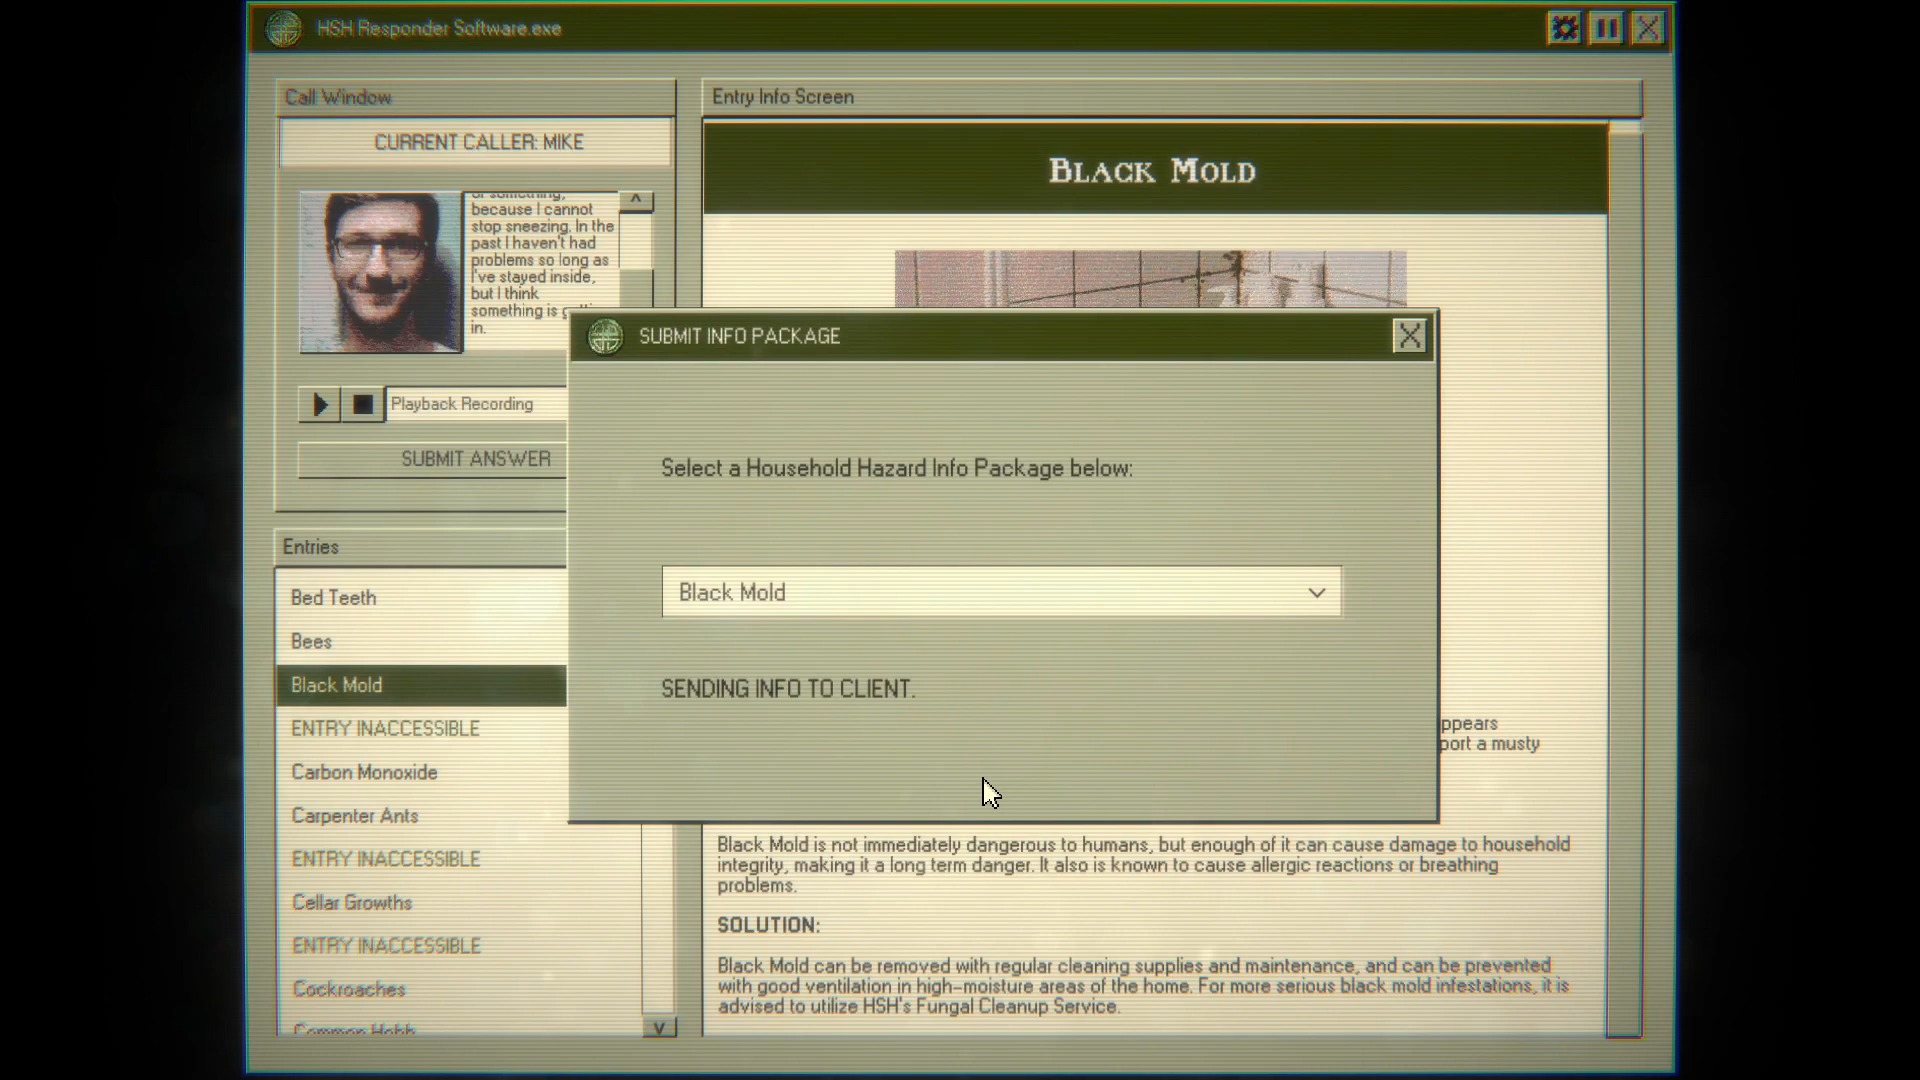 HSH Responder Software.exe
Call Window
CURRENT CALLER: MIKE
or something,
because I cannot
stop sneezing. In the
past I haven't had
problems so long as
I've stayed inside,
but I think
something is
in.
Playback Recording
SUBMIT ANSWER
Entries
Bed Teeth
Bees
Black Mold
ENTRY INACCESSIBLE
Carbon Monoxide
Carpenter Ants
ENTRY INACCESSIBLE
Cellar Growths
ENTRY INACCESSIBLE
Cockroaches
Common Hobb
Entry Info Screen
BLACK MOLD
SUBMIT INFO PACKAGE
Select a Household Hazard Info Package below:
Black Mold
SENDING INFO TO CLIENT.
ppears
port a musty
Black Mold is not immediately dangerous to humans, but enough of it can cause damage to household
integrity, making it a long term danger. It also is known to cause allergic reactions or breathing
problems.
SOLUTION:
Black Mold can be removed with regular cleaning supplies and maintenance, and can be prevented
with good ventilation in high-moisture areas of the home. For more serious black mold infestations, it is
advised to utilize HSH's Fungal Cleanup Service.